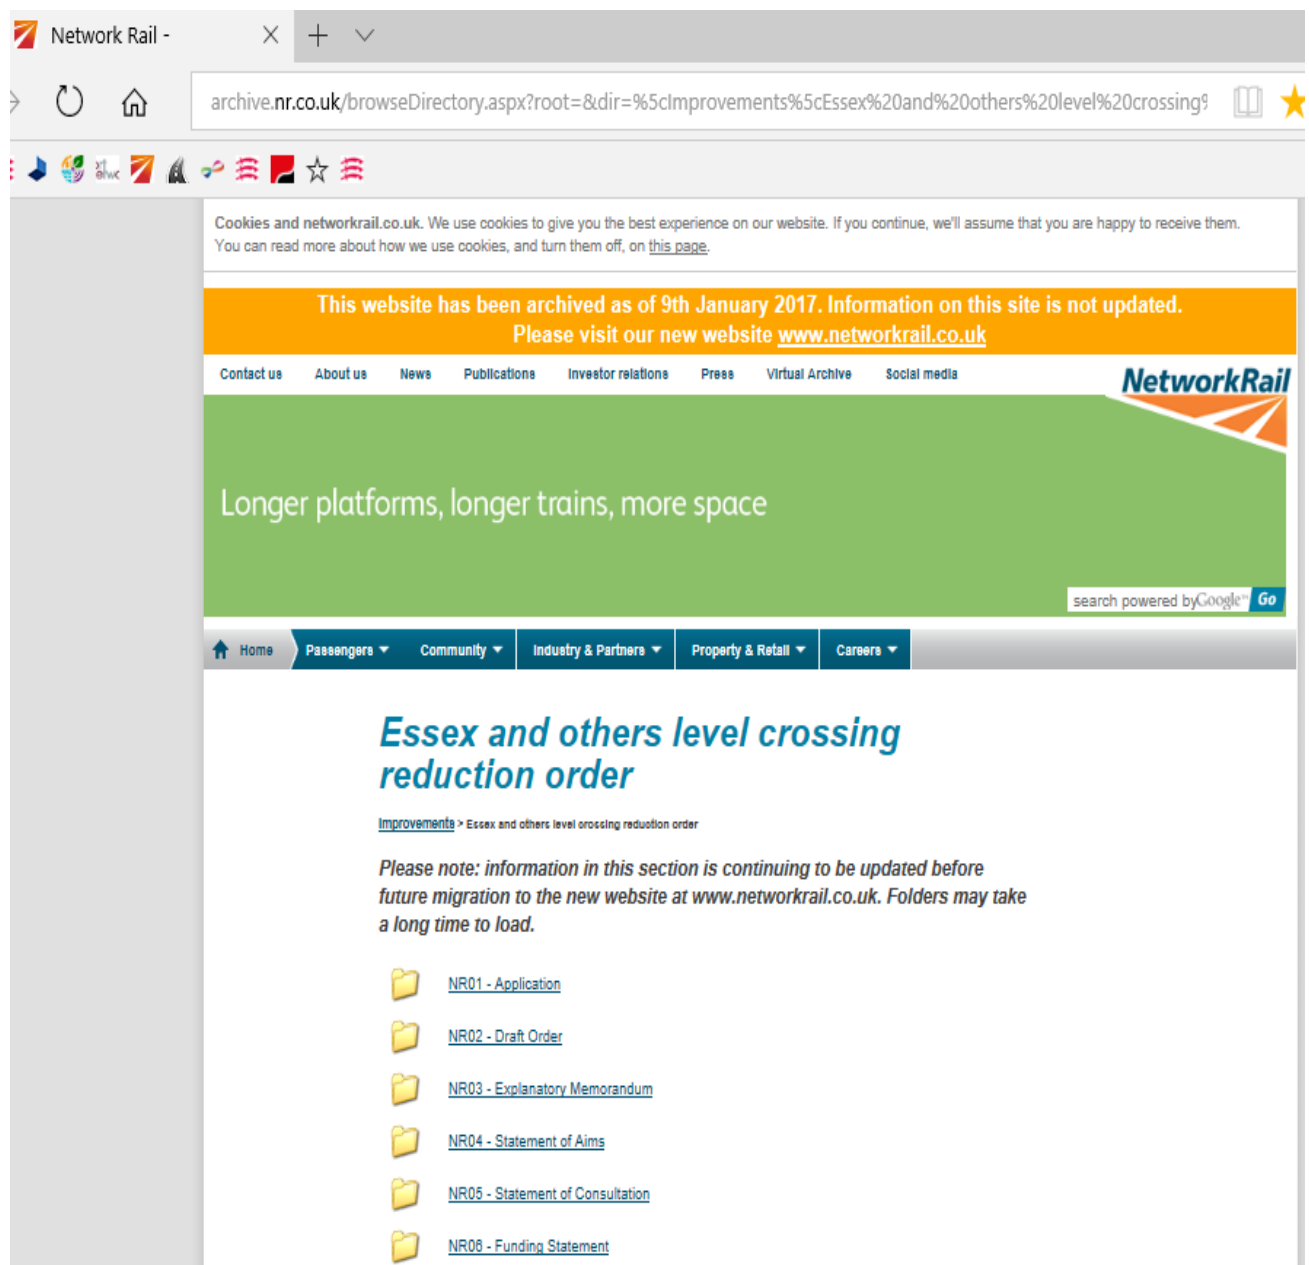 Network Rail -
archive.nr.co.uk/browseDirectory.aspx?root=&dir=%5cImprovements%5cEssex%20and%20others%20level%20crossing%
Cookies and networkrail.co.uk. We use cookies to give you the best experience on our website. If you continue, we'll assume that you are happy to receive them.
You can read more about how we use cookies, and turn them off, on this page.
This website has been archived as of 9th January 2017. Information on this site is not updated.
Please visit our new website www.networkrail.co.uk
Contact us About us News Publications Investor relations Press Virtual Archive Social media
NetworkRail
Longer platforms, longer trains, more space
search powered by Google™ Go
Home Passengers Community Industry & Partners Property & Retail Careers
Essex and others level crossing
reduction order
Improvements > Essex and others level crossing reduction order
Please note: information in this section is continuing to be updated before
future migration to the new website at www.networkrail.co.uk. Folders may take
a long time to load.
NR01 - Application
NR02 - Draft Order
NR03 - Explanatory Memorandum
NR04 - Statement of Aims
NR05 - Statement of Consultation
NR06 - Funding Statement